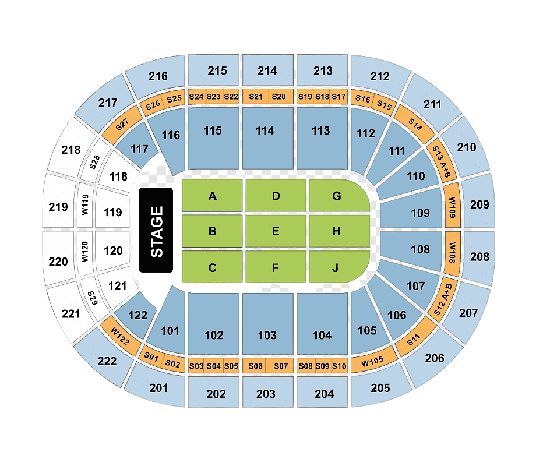 216 215 214 213 212
217 211
S26 S25 S24 S23 S22 S21 S20 S19 S18 S17 S16 S15
S27 S14
218 117 116 115 114 113 112 111 210
S28 S13 A+B
118 110
219 W119 119 A D G 109 W109 209
STAGE
B E H
220 W120 120 C F J 108 W108 208
121 107
S29 S12 A+B
221 122 101 102 103 104 105 106 207
W122 S11
S01 S02 S03 S04 S05 S06 S07 S08 S09 S10 W105
222 206
201 202 203 204 205